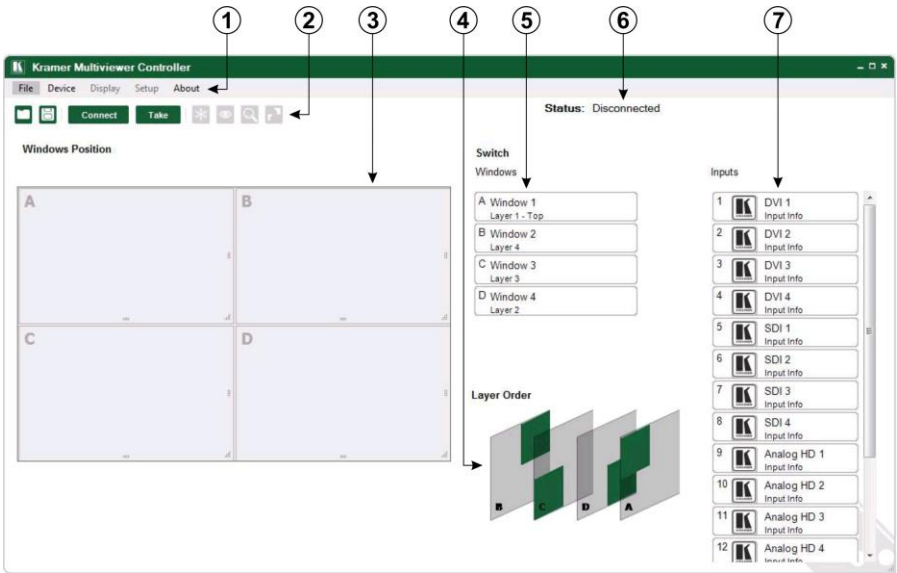 1 2 3 4 5 6 7
Kramer Multiviewer Controller
File Device Display Setup About
Connect Take
Status: Disconnected
Windows Position
A
B
C
D
Switch
Windows
A Window 1
Layer 1 - Top
B Window 2
Layer 4
C Window 3
Layer 3
D Window 4
Layer 2
Layer Order
B C D A
Inputs
1 DVI 1
Input Info
2 DVI 2
Input Info
3 DVI 3
Input Info
4 DVI 4
Input Info
5 SDI 1
Input Info
6 SDI 2
Input Info
7 SDI 3
Input Info
8 SDI 4
Input Info
9 Analog HD 1
Input Info
10 Analog HD 2
Input Info
11 Analog HD 3
Input Info
12 Analog HD 4
Input Info